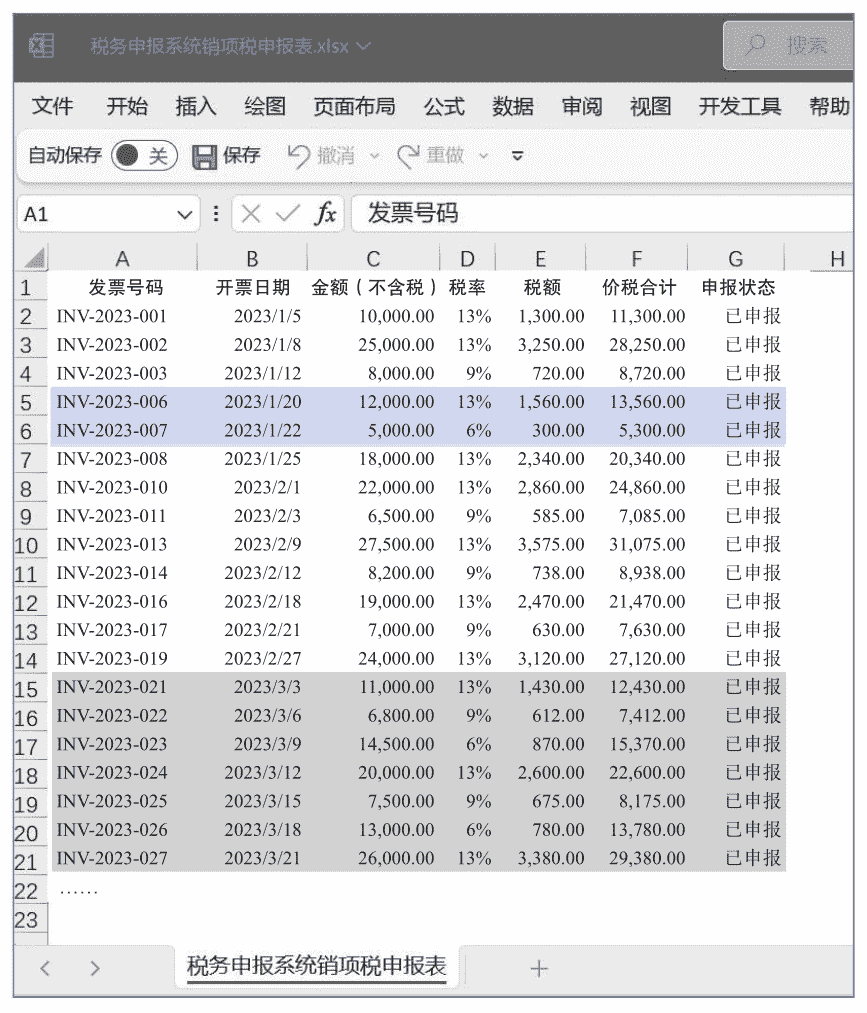 税务申报系统销项税申报表.xlsx 搜索
文件 开始 插入 绘图 页面布局 公式 数据 审阅 视图 开发工具 帮助
自动保存 关 保存 撤消 重做
A1 fx 发票号码
A B C D E F G H
1 发票号码 开票日期 金额（不含税） 税率 税额 价税合计 申报状态
2 INV-2023-001 2023/1/5 10,000.00 13% 1,300.00 11,300.00 已申报
3 INV-2023-002 2023/1/8 25,000.00 13% 3,250.00 28,250.00 已申报
4 INV-2023-003 2023/1/12 8,000.00 9% 720.00 8,720.00 已申报
5 INV-2023-006 2023/1/20 12,000.00 13% 1,560.00 13,560.00 已申报
6 INV-2023-007 2023/1/22 5,000.00 6% 300.00 5,300.00 已申报
7 INV-2023-008 2023/1/25 18,000.00 13% 2,340.00 20,340.00 已申报
8 INV-2023-010 2023/2/1 22,000.00 13% 2,860.00 24,860.00 已申报
9 INV-2023-011 2023/2/3 6,500.00 9% 585.00 7,085.00 已申报
10 INV-2023-013 2023/2/9 27,500.00 13% 3,575.00 31,075.00 已申报
11 INV-2023-014 2023/2/12 8,200.00 9% 738.00 8,938.00 已申报
12 INV-2023-016 2023/2/18 19,000.00 13% 2,470.00 21,470.00 已申报
13 INV-2023-017 2023/2/21 7,000.00 9% 630.00 7,630.00 已申报
14 INV-2023-019 2023/2/27 24,000.00 13% 3,120.00 27,120.00 已申报
15 INV-2023-021 2023/3/3 11,000.00 13% 1,430.00 12,430.00 已申报
16 INV-2023-022 2023/3/6 6,800.00 9% 612.00 7,412.00 已申报
17 INV-2023-023 2023/3/9 14,500.00 6% 870.00 15,370.00 已申报
18 INV-2023-024 2023/3/12 20,000.00 13% 2,600.00 22,600.00 已申报
19 INV-2023-025 2023/3/15 7,500.00 9% 675.00 8,175.00 已申报
20 INV-2023-026 2023/3/18 13,000.00 6% 780.00 13,780.00 已申报
21 INV-2023-027 2023/3/21 26,000.00 13% 3,380.00 29,380.00 已申报
22 ……
23
税务申报系统销项税申报表